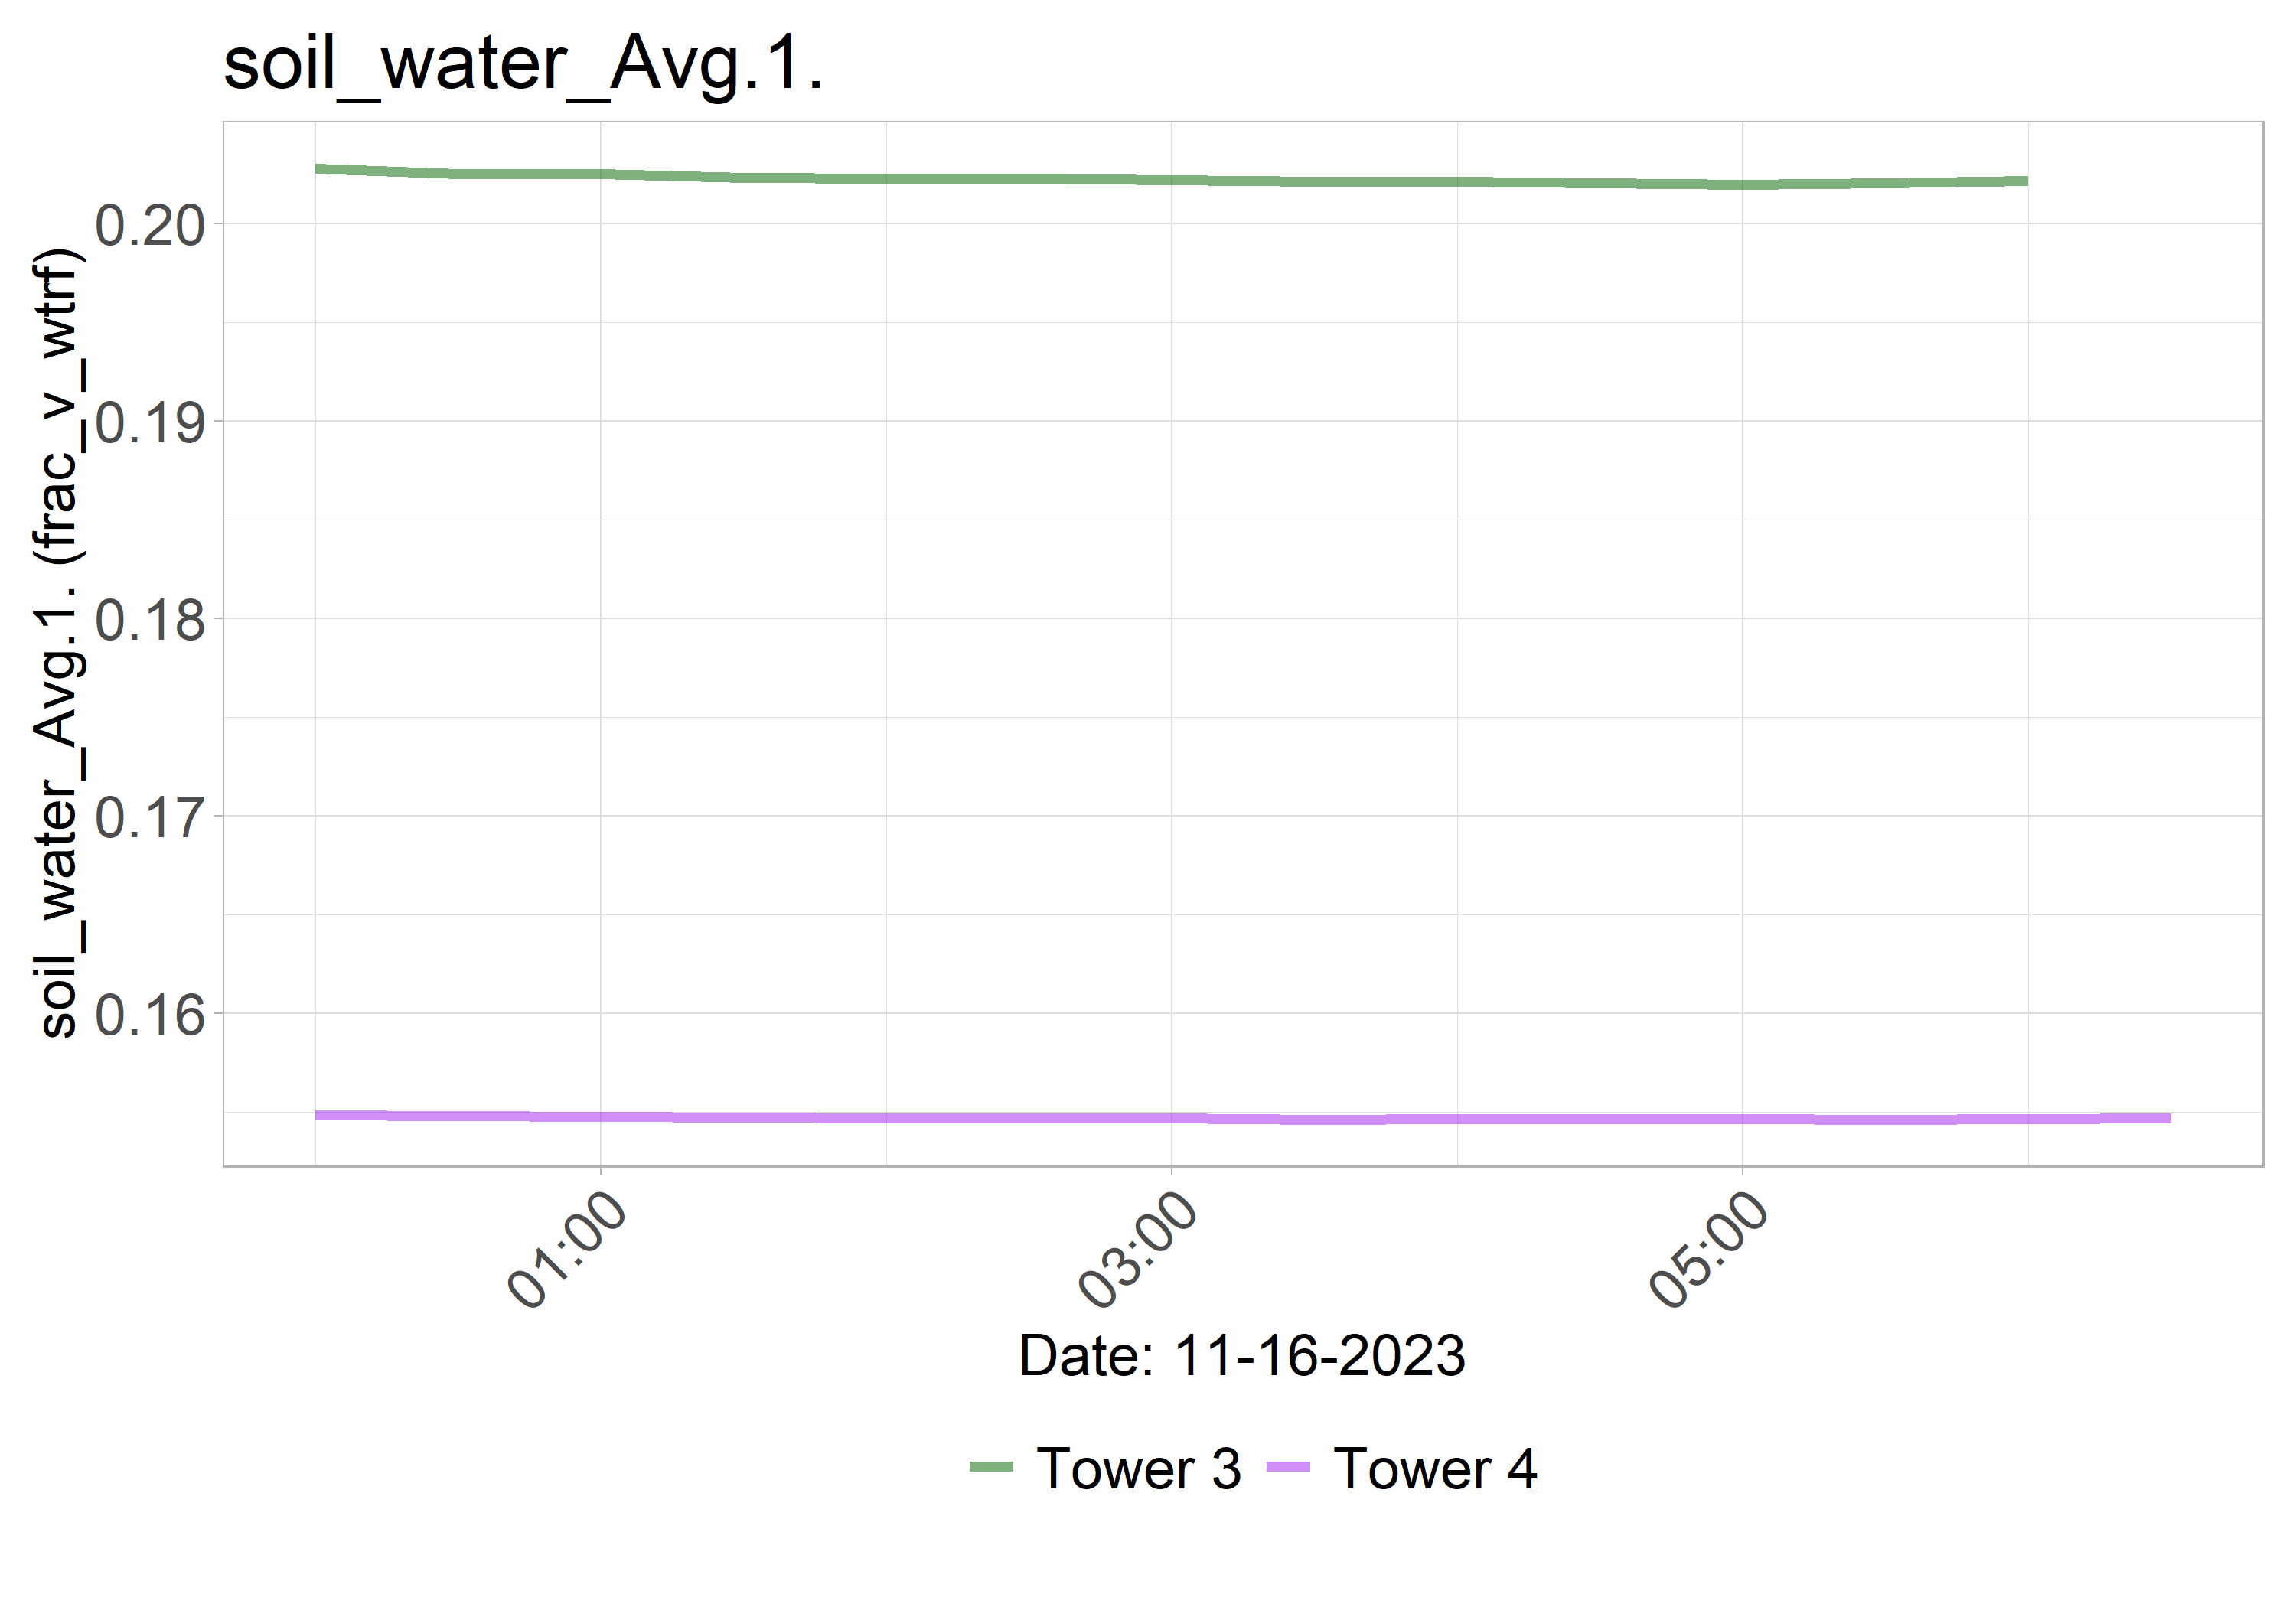 soil_water_Avg.1.
soil_water_Avg.1. (frac_v_wtrf)
0.20
0.19
0.18
0.17
0.16
01:00
03:00
05:00
Date: 11-16-2023
Tower 3
Tower 4